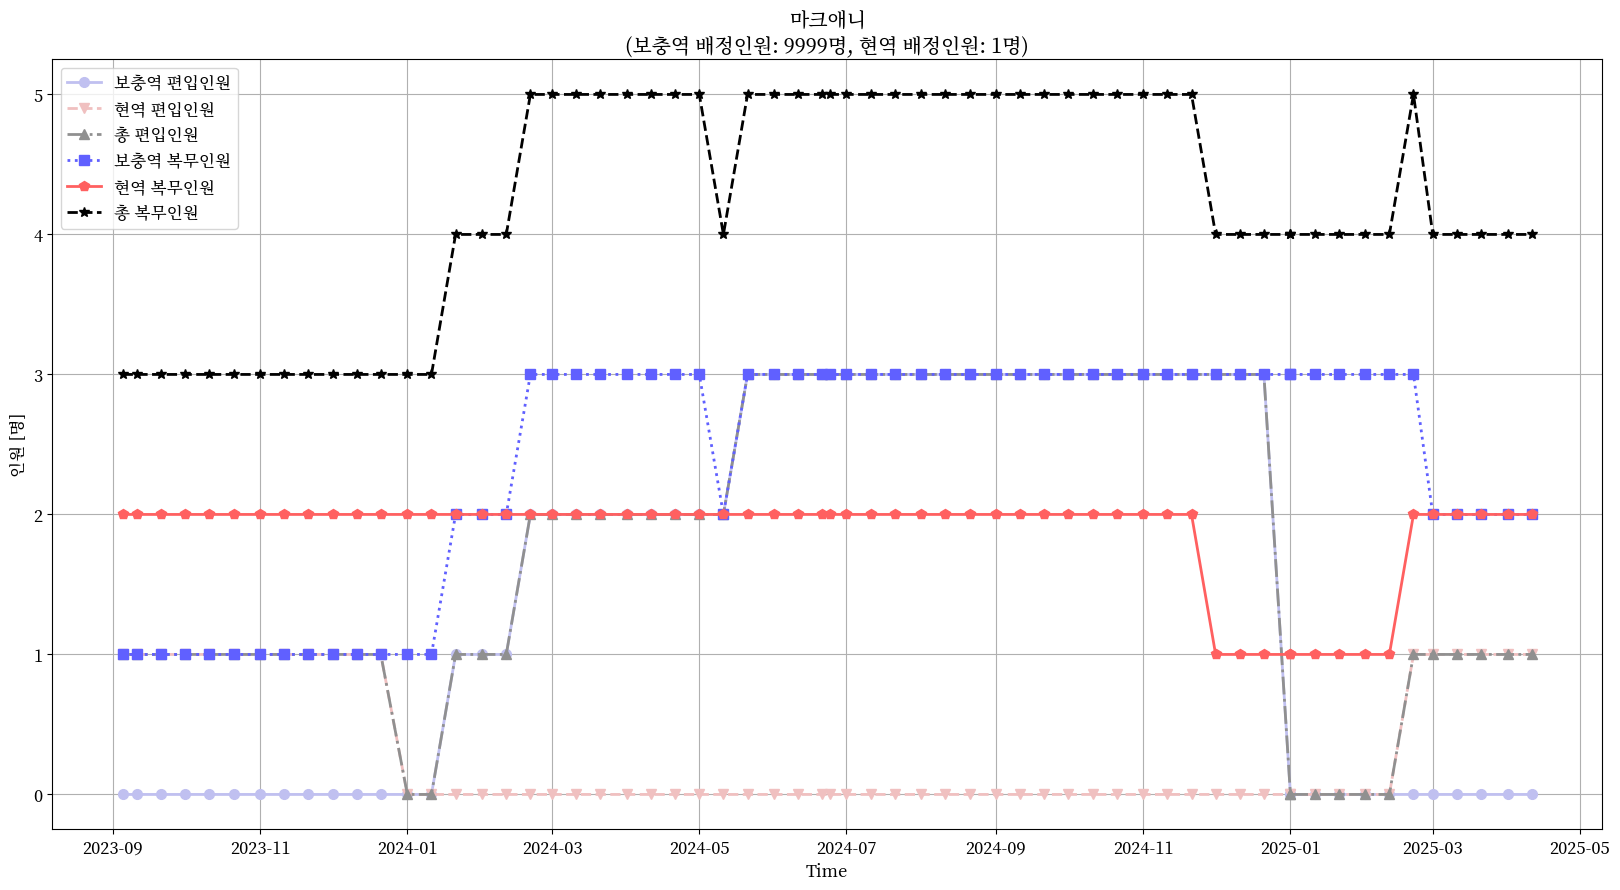 마크애니
(보충역 배정인원: 9999명, 현역 배정인원: 1명)
보충역 편입인원
현역 편입인원
총 편입인원
보충역 복무인원
현역 복무인원
총 복무인원
인원 [명]
5
4
3
2
1
0
2023-09
2023-11
2024-01
2024-03
2024-05
2024-07
2024-09
2024-11
2025-01
2025-03
2025-05
Time